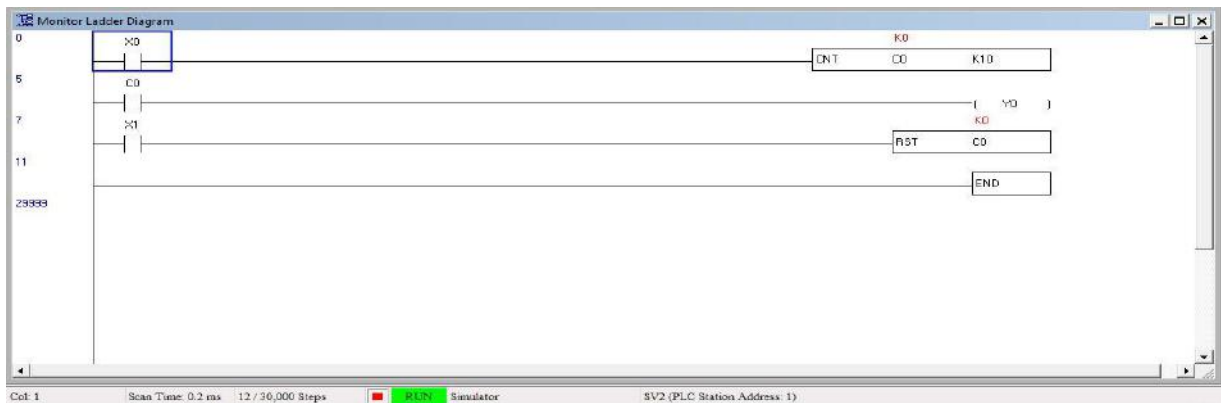 Monitor Ladder Diagram
0 X0 K0
CNT C0 K10
5 C0
( Y0 )
7 X1 K0
RST C0
11
END
29999
Col: 1 Scan Time: 0.2 ms 12 / 30,000 Steps RUN Simulator SV2 (PLC Station Address: 1)